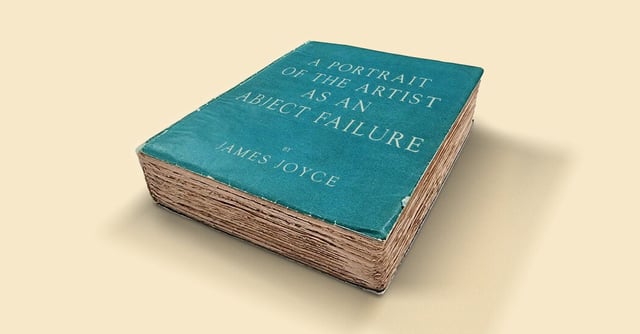 A PORTRAIT
OF THE ARTIST
AS AN
ABJECT FAILURE
BY
JAMES JOYCE